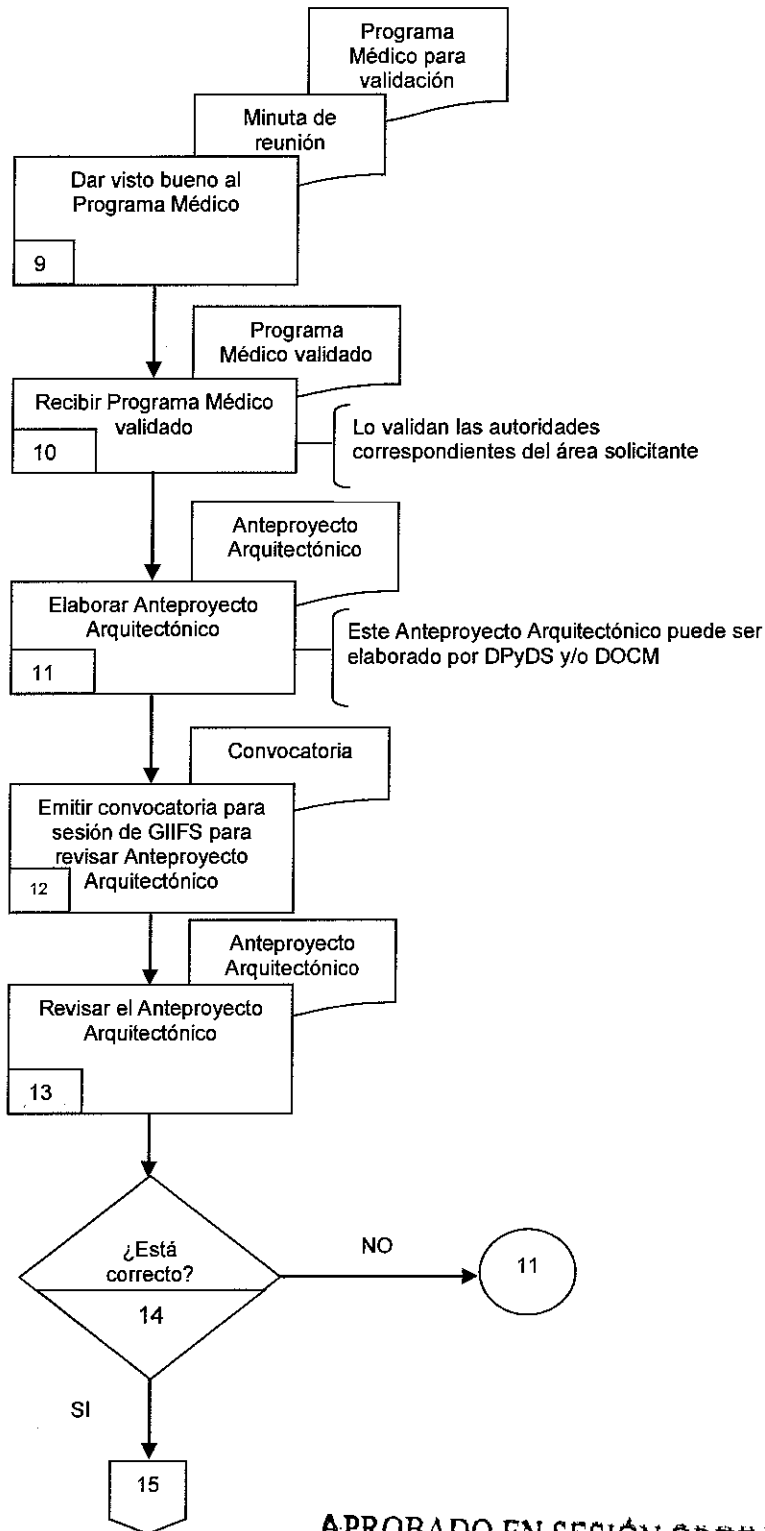 Programa
Médico para
validación
Minuta de
reunión
Dar visto bueno al
Programa Médico
9
Programa
Médico validado
Recibir Programa Médico
validado
10
Lo validan las autoridades
correspondientes del área solicitante
Anteproyecto
Arquitectónico
Elaborar Anteproyecto
Arquitectónico
11
Este Anteproyecto Arquitectónico puede ser
elaborado por DPyDS y/o DOCM
Convocatoria
Emitir convocatoria para
sesión de GIIFS para
revisar Anteproyecto
Arquitectónico
12
Anteproyecto
Arquitectónico
Revisar el Anteproyecto
Arquitectónico
13
¿Está
correcto?
14
NO
11
SI
15
APROBADO EN SESIÓN